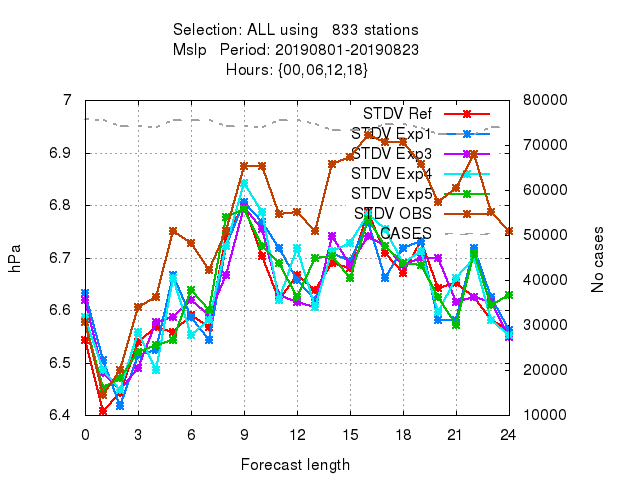 Selection: ALL using   833 stations
Mslp   Period: 20190801-20190823
Hours: {00,06,12,18}
7
6.9
6.8
6.7
6.6
6.5
6.4
hPa
80000
70000
60000
50000
40000
30000
20000
10000
No cases
STDV Ref
STDV Exp1
STDV Exp3
STDV Exp4
STDV Exp5
STDV OBS
CASES
0 3 6 9 12 15 18 21 24
Forecast length